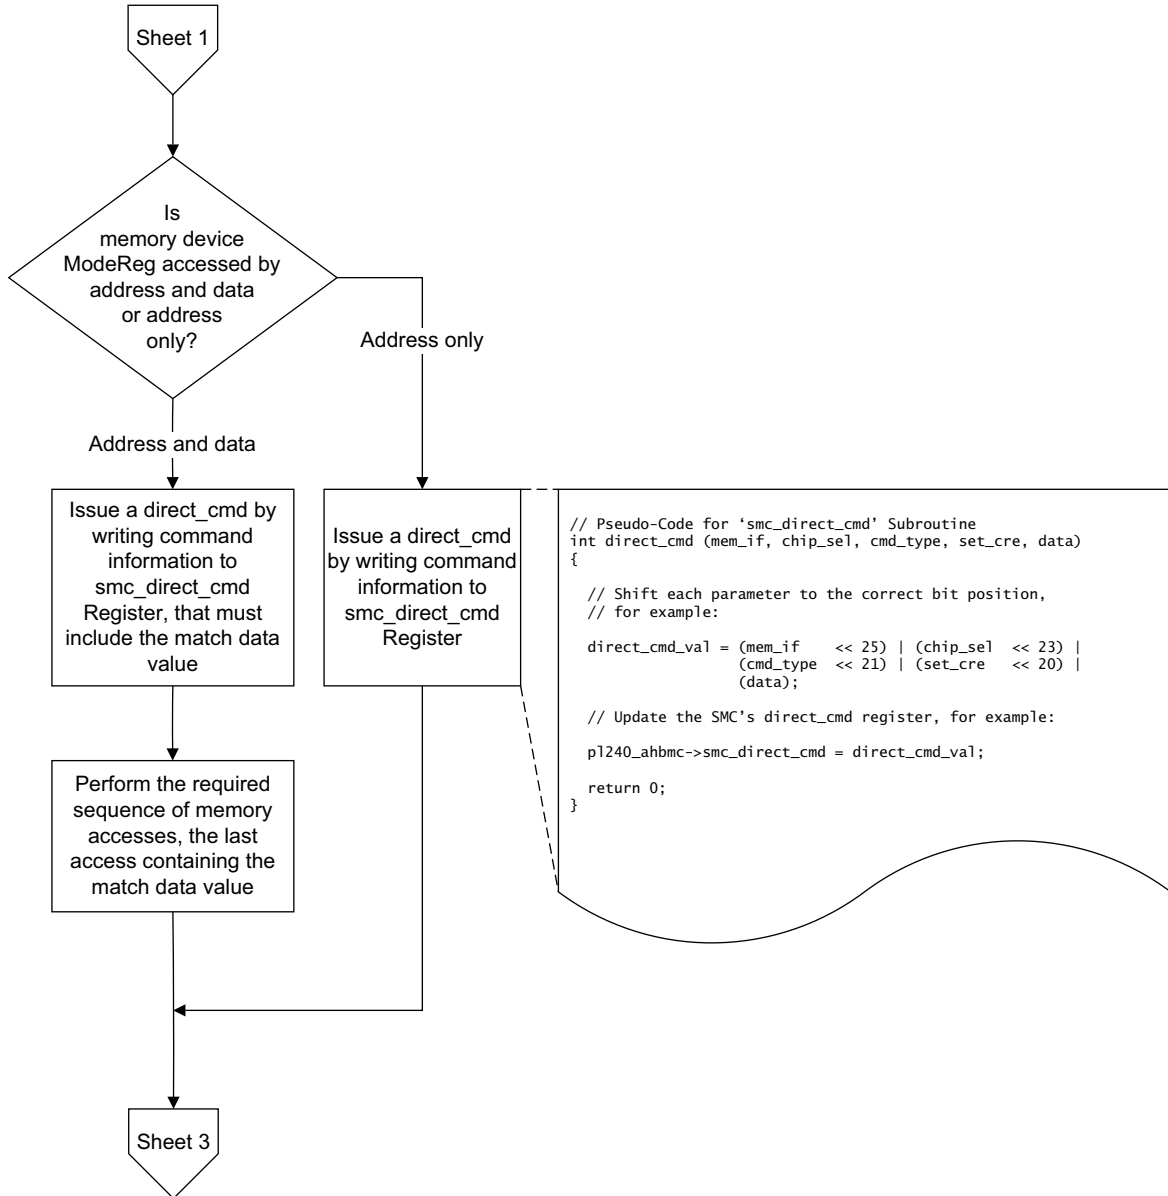 Sheet 1
Is
memory device
ModeReg accessed by
address and data
or address
only?
Address only
Address and data
Issue a direct_cmd by
writing command
information to
smc_direct_cmd
Register, that must
include the match data
value
Issue a direct_cmd
by writing command
information to
smc_direct_cmd
Register
// Pseudo-Code for ‘smc_direct_cmd’ Subroutine
int direct_cmd (mem_if, chip_sel, cmd_type, set_cre, data)
{
// Shift each parameter to the correct bit position,
// for example:
direct_cmd_val = (mem_if    << 25) | (chip_sel  << 23) |
(cmd_type  << 21) | (set_cre   << 20) |
(data);
// Update the SMC’s direct_cmd register, for example:
pl240_ahbmc->smc_direct_cmd = direct_cmd_val;
return 0;
}
Perform the required
sequence of memory
accesses, the last
access containing the
match data value
Sheet 3